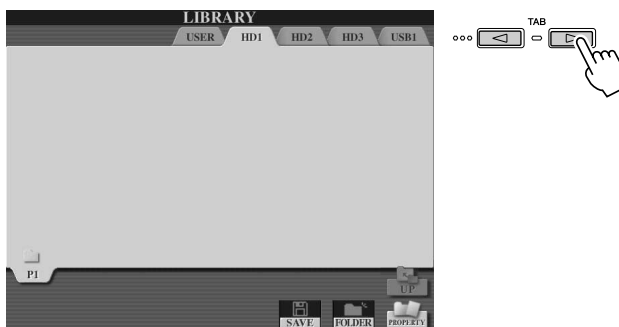 LIBRARY
USER HD1 HD2 HD3 USB1
TAB
P1
UP
SAVE FOLDER PROPERTY